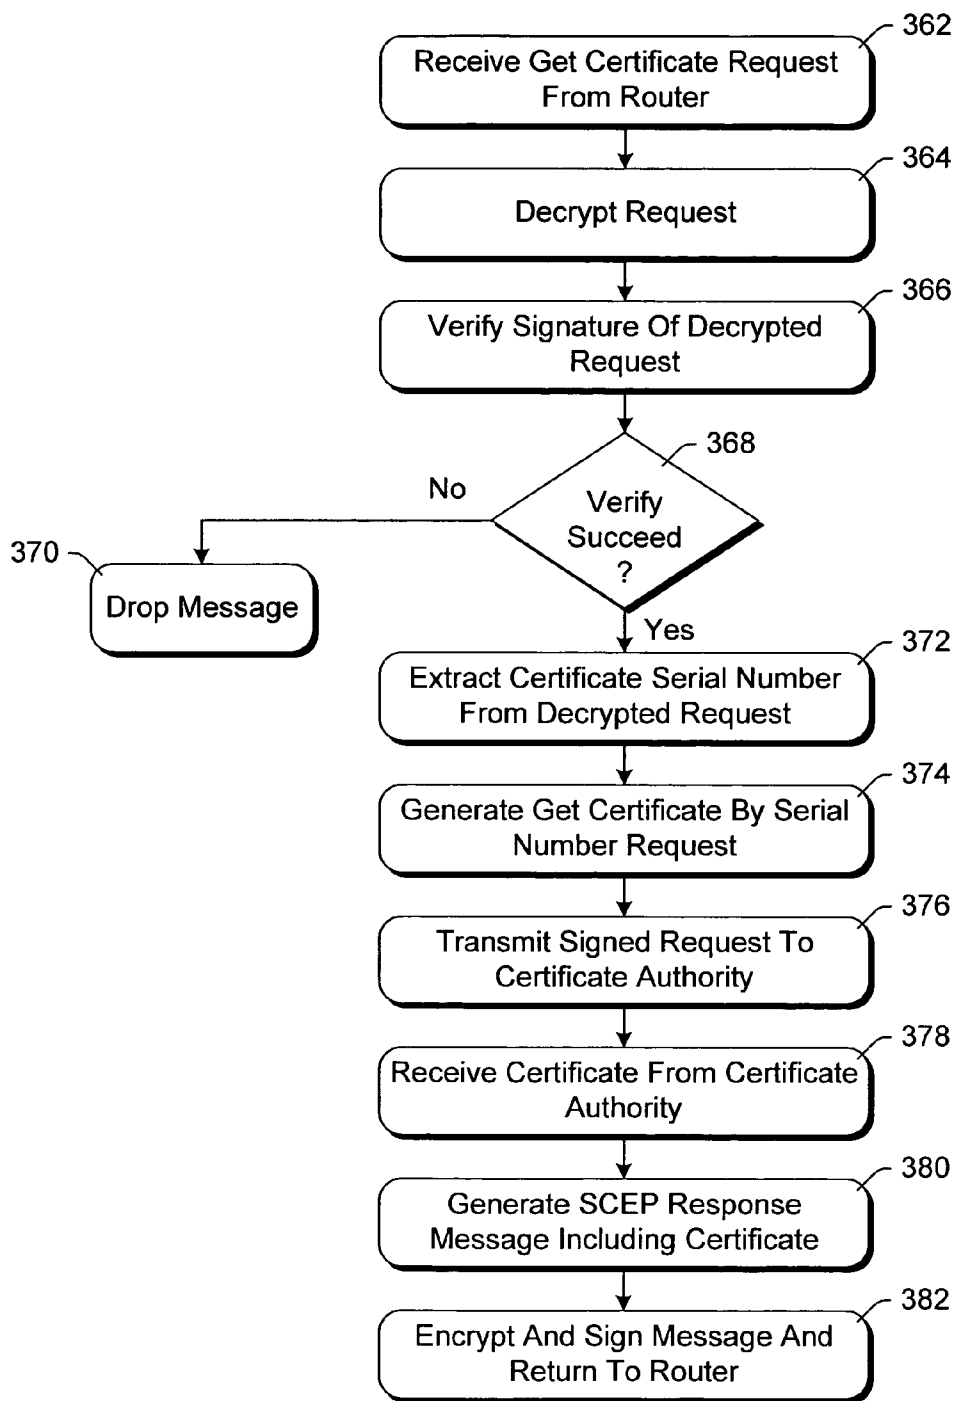 362
Receive Get Certificate Request
From Router
364
Decrypt Request
366
Verify Signature Of Decrypted
Request
368
Verify
Succeed
?
No
370
Drop Message
Yes
372
Extract Certificate Serial Number
From Decrypted Request
374
Generate Get Certificate By Serial
Number Request
376
Transmit Signed Request To
Certificate Authority
378
Receive Certificate From Certificate
Authority
380
Generate SCEP Response
Message Including Certificate
382
Encrypt And Sign Message And
Return To Router